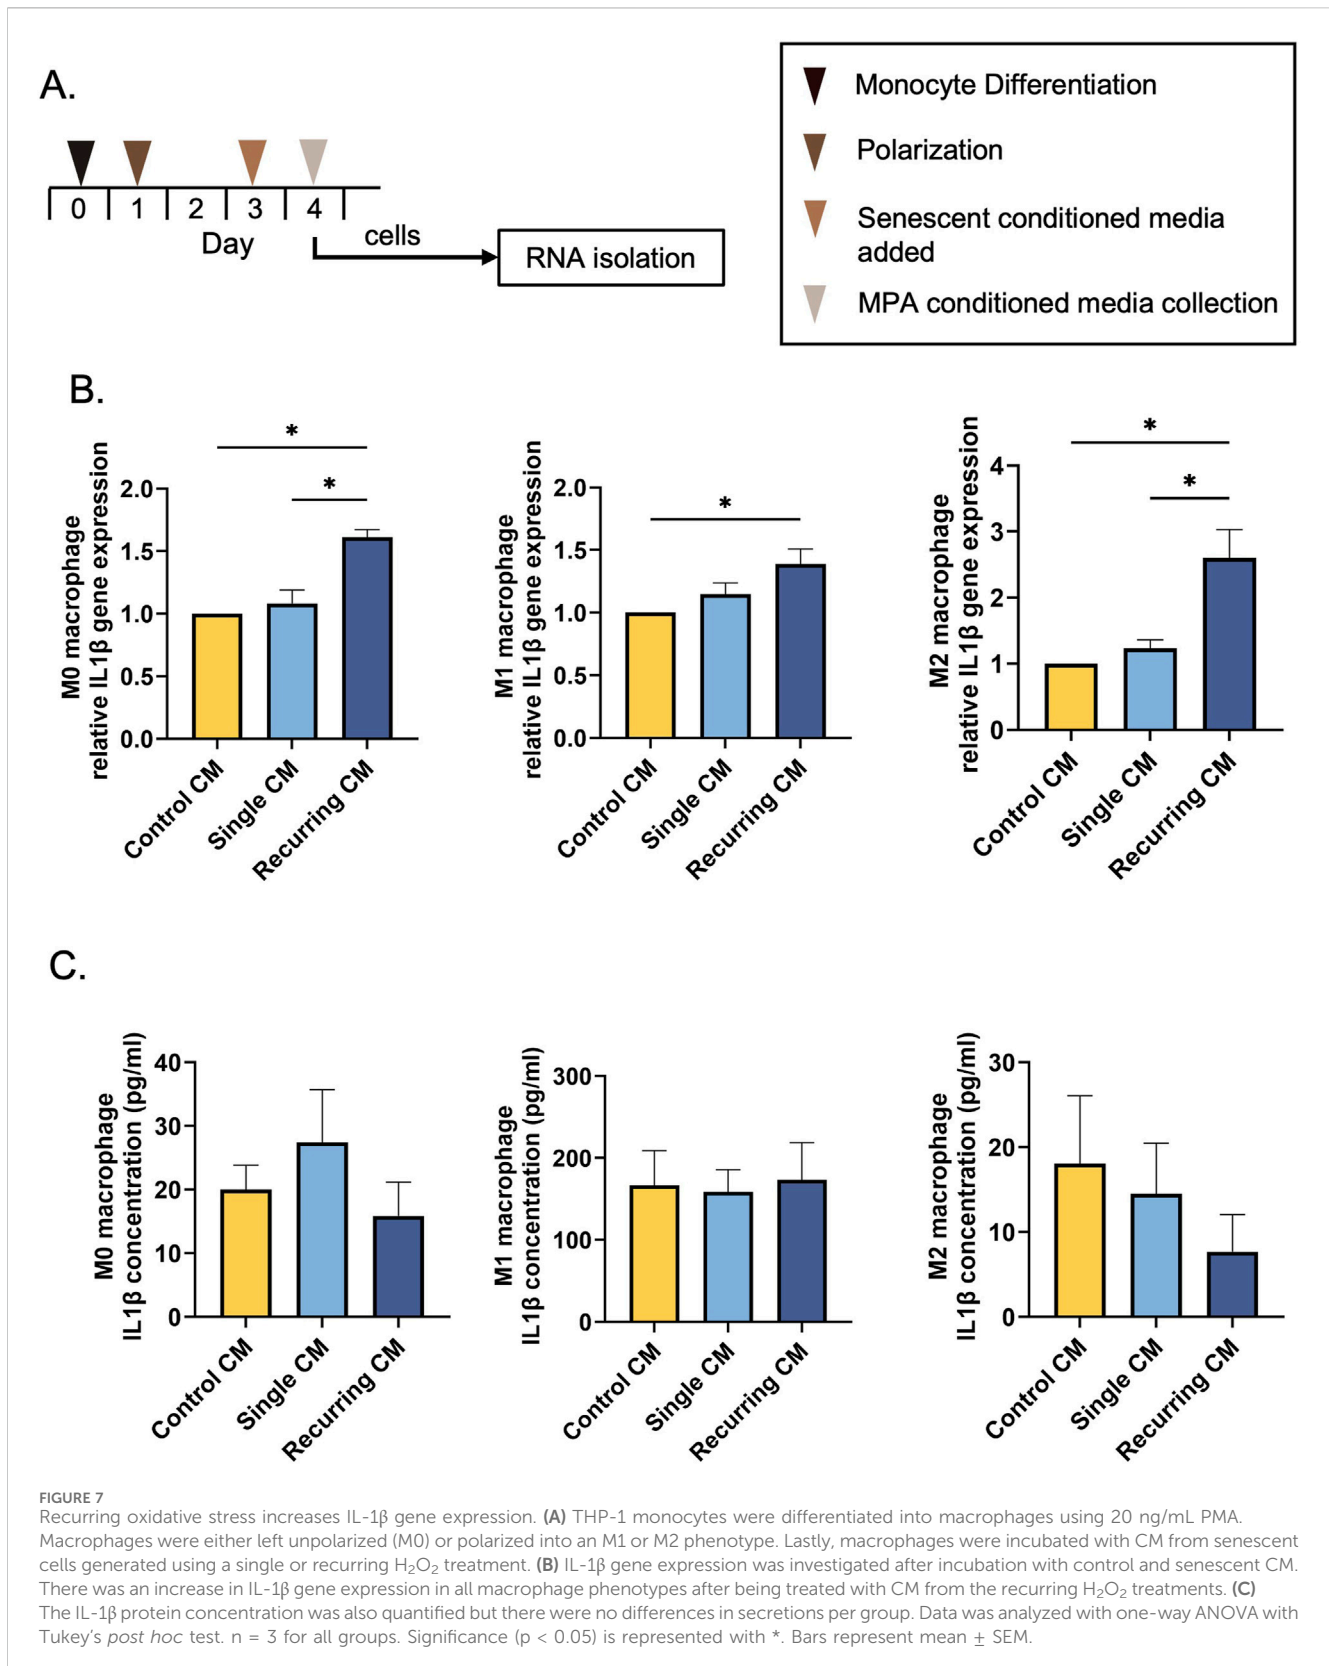 A.
Monocyte Differentiation
Polarization
Senescent conditioned media
added
MPA conditioned media collection
0 1 2 3 4
Day
cells
RNA isolation
B.
M0 macrophage
relative IL1β gene expression
2.0
1.5
1.0
0.5
0.0
*
*
Control CM
Single CM
Recurring CM
M1 macrophage
relative IL1β gene expression
2.0
1.5
1.0
0.5
0.0
*
Control CM
Single CM
Recurring CM
M2 macrophage
relative IL1β gene expression
4
3
2
1
0
*
*
Control CM
Single CM
Recurring CM
C.
M0 macrophage
IL1β concentration (pg/ml)
40
30
20
10
0
Control CM
Single CM
Recurring CM
M1 macrophage
IL1β concentration (pg/ml)
300
200
100
0
Control CM
Single CM
Recurring CM
M2 macrophage
IL1β concentration (pg/ml)
30
20
10
0
Control CM
Single CM
Recurring CM
FIGURE 7
Recurring oxidative stress increases IL-1β gene expression. (A) THP-1 monocytes were differentiated into macrophages using 20 ng/mL PMA.
Macrophages were either left unpolarized (M0) or polarized into an M1 or M2 phenotype. Lastly, macrophages were incubated with CM from senescent
cells generated using a single or recurring H₂O₂ treatment. (B) IL-1β gene expression was investigated after incubation with control and senescent CM.
There was an increase in IL-1β gene expression in all macrophage phenotypes after being treated with CM from the recurring H₂O₂ treatments. (C)
The IL-1β protein concentration was also quantified but there were no differences in secretions per group. Data was analyzed with one-way ANOVA with
Tukey's post hoc test. n = 3 for all groups. Significance (p < 0.05) is represented with *. Bars represent mean ± SEM.